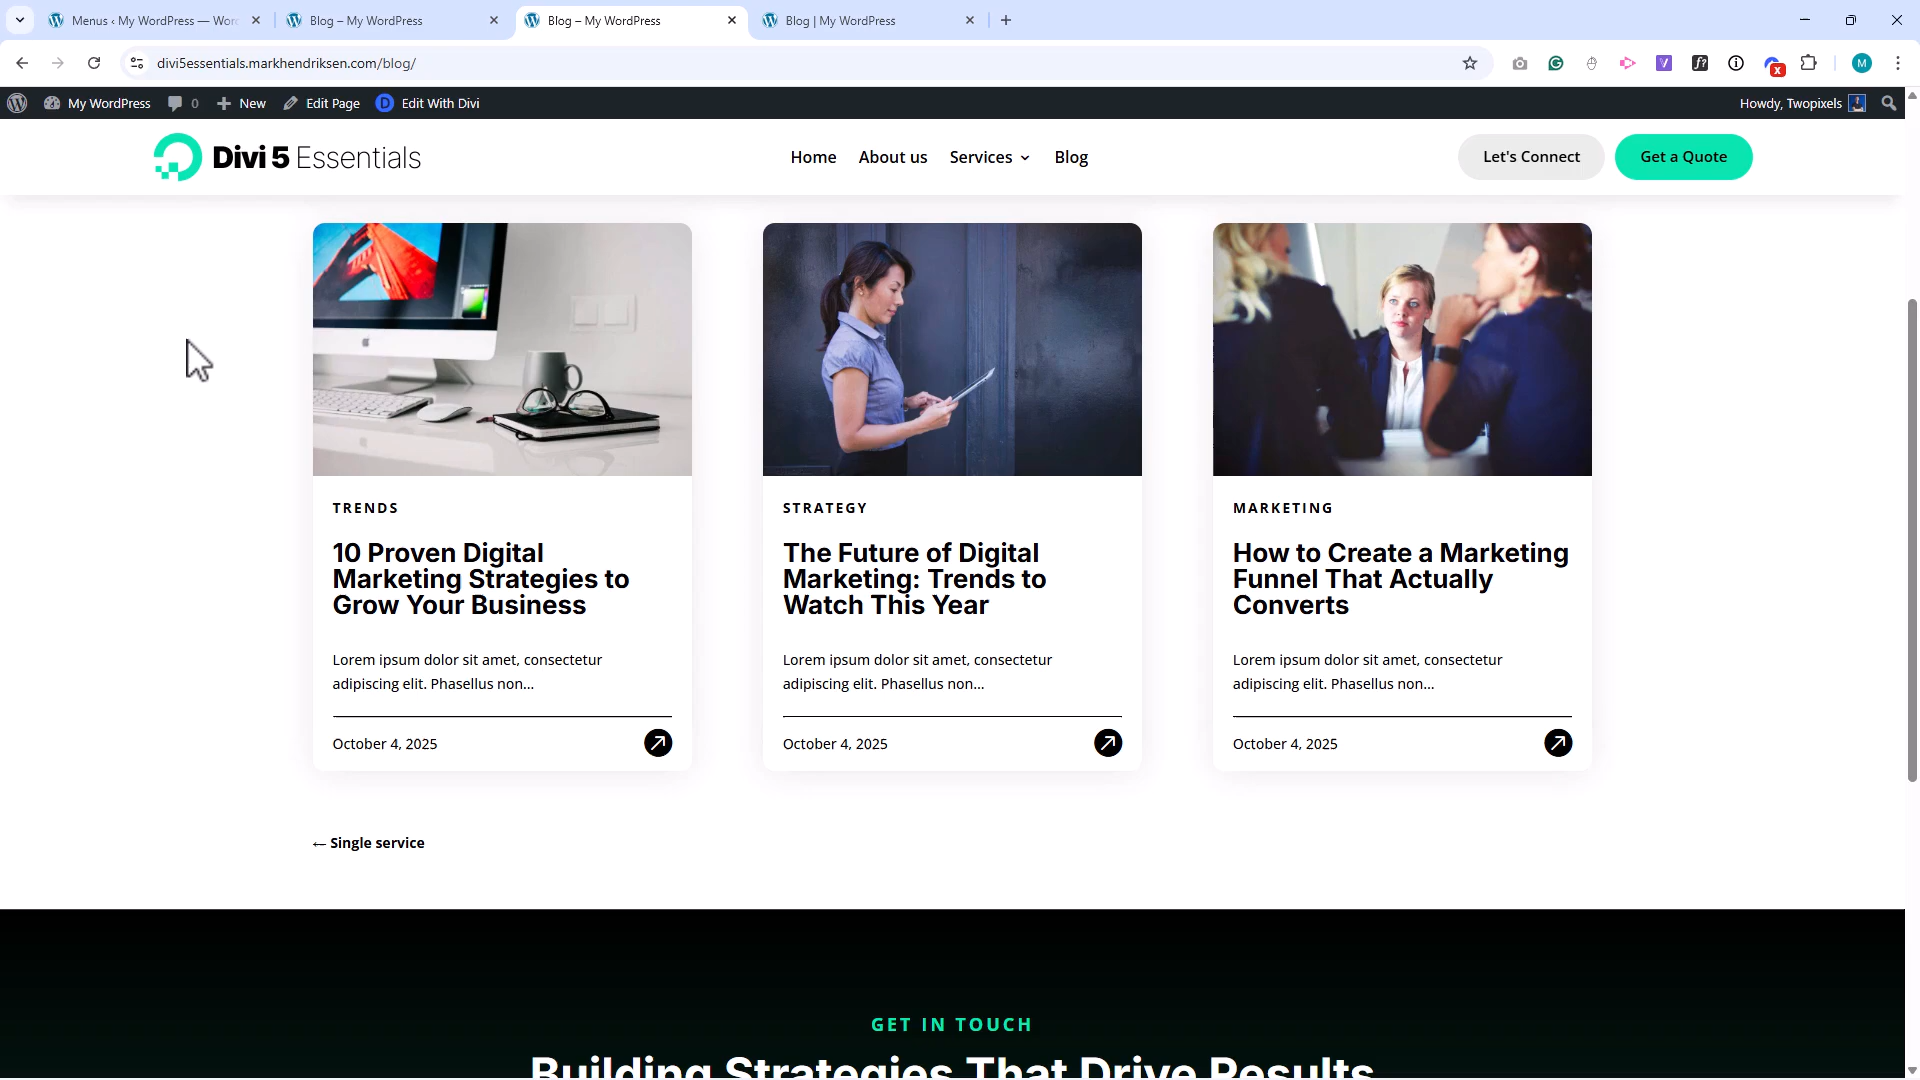 Menus ‹ My WordPress — Wor
Blog – My WordPress
Blog – My WordPress
Blog | My WordPress
divi5essentials.markhendriksen.com/blog/
My WordPress
0
New
Edit Page
Edit With Divi
Howdy, Twopixels
Divi 5 Essentials
Home
About us
Services
Blog
Let's Connect
Get a Quote
TRENDS
10 Proven Digital
Marketing Strategies to
Grow Your Business
Lorem ipsum dolor sit amet, consectetur
adipiscing elit. Phasellus non...
October 4, 2025
STRATEGY
The Future of Digital
Marketing: Trends to
Watch This Year
Lorem ipsum dolor sit amet, consectetur
adipiscing elit. Phasellus non...
October 4, 2025
MARKETING
How to Create a Marketing
Funnel That Actually
Converts
Lorem ipsum dolor sit amet, consectetur
adipiscing elit. Phasellus non...
October 4, 2025
← Single service
GET IN TOUCH
Building Strategies That Drive Results